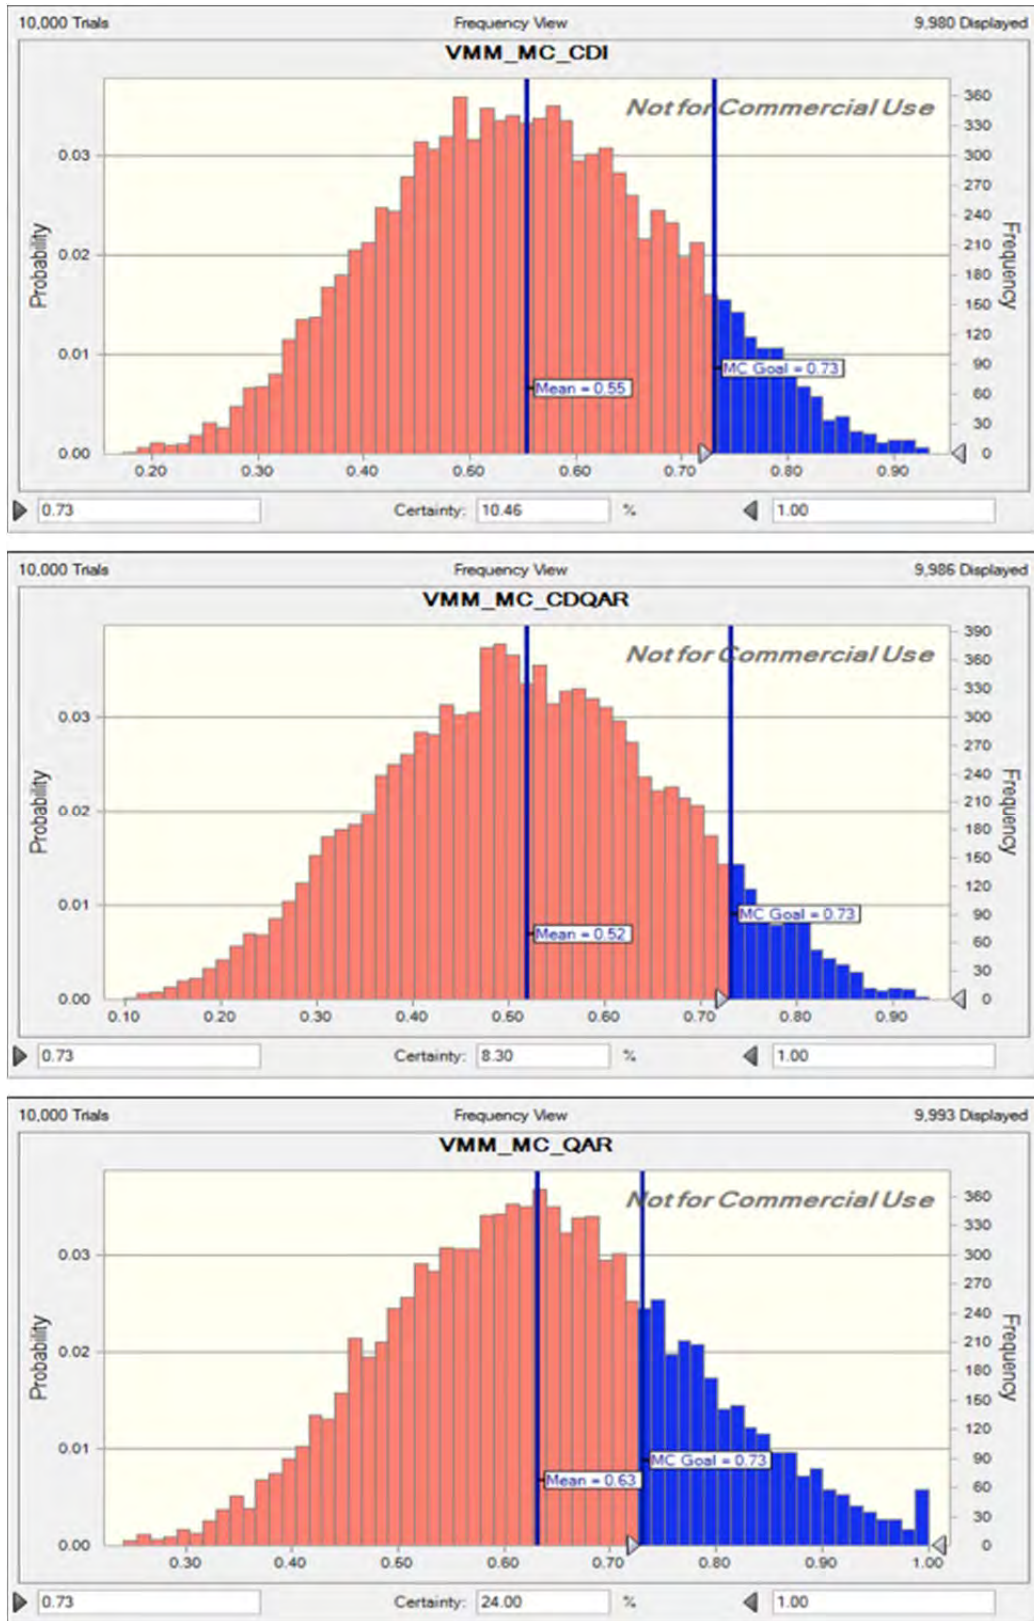 10,000 Trials Frequency View 9,980 Displayed
VMM_MC_CDI
Not for Commercial Use
Probability
Frequency
0.03
0.02
0.01
0.00
360
330
300
270
240
210
180
150
120
90
60
30
0
Mean = 0.55
MC Goal = 0.73
0.20 0.30 0.40 0.50 0.60 0.70 0.80 0.90
0.73 Certainty: 10.46 % 1.00
10,000 Trials Frequency View 9,986 Displayed
VMM_MC_CDQAR
Not for Commercial Use
Probability
Frequency
0.03
0.02
0.01
0.00
390
360
330
300
270
240
210
180
150
120
90
60
30
0
MC Goal = 0.73
Mean = 0.52
0.10 0.20 0.30 0.40 0.50 0.60 0.70 0.80 0.90
0.73 Certainty: 8.30 % 1.00
10,000 Trials Frequency View 9,993 Displayed
VMM_MC_QAR
Not for Commercial Use
Probability
Frequency
0.03
0.02
0.01
0.00
360
330
300
270
240
210
180
150
120
90
60
30
0
MC Goal = 0.73
Mean = 0.63
0.30 0.40 0.50 0.60 0.70 0.80 0.90 1.00
0.73 Certainty: 24.00 % 1.00